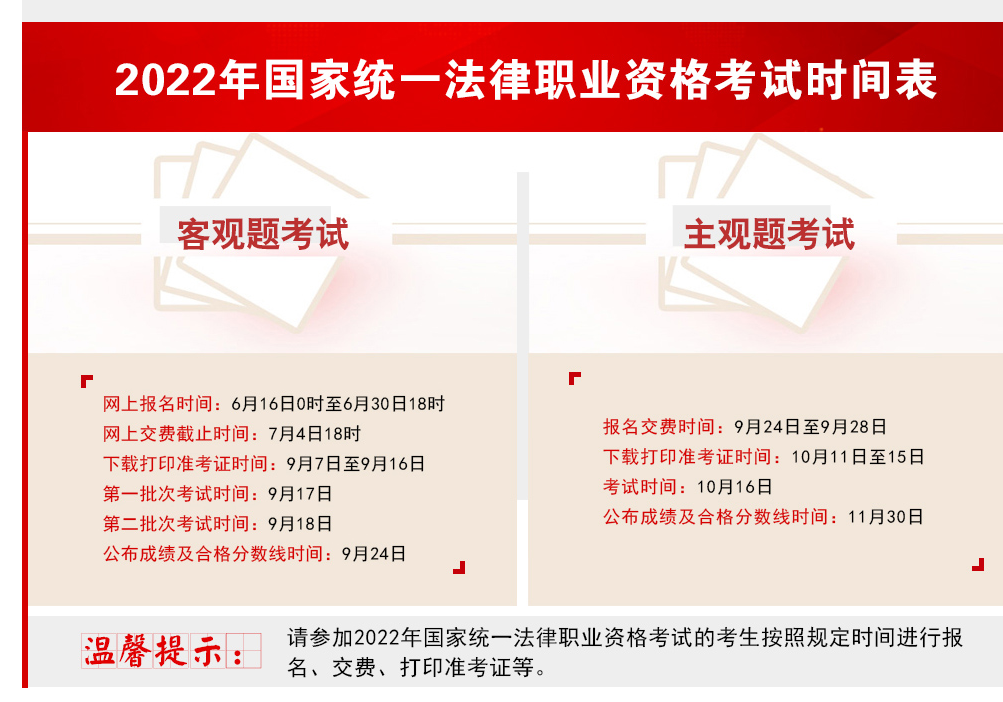 2022年国家统一法律职业资格考试时间表
客观题考试
网上报名时间：6月16日0时至6月30日18时
网上交费截止时间：7月4日18时
下载打印准考证时间：9月7日至9月16日
第一批次考试时间：9月17日
第二批次考试时间：9月18日
公布成绩及合格分数线时间：9月24日
主观题考试
报名交费时间：9月24日至9月28日
下载打印准考证时间：10月11日至15日
考试时间：10月16日
公布成绩及合格分数线时间：11月30日
温馨提示：
请参加2022年国家统一法律职业资格考试的考生按照规定时间进行报
名、交费、打印准考证等。